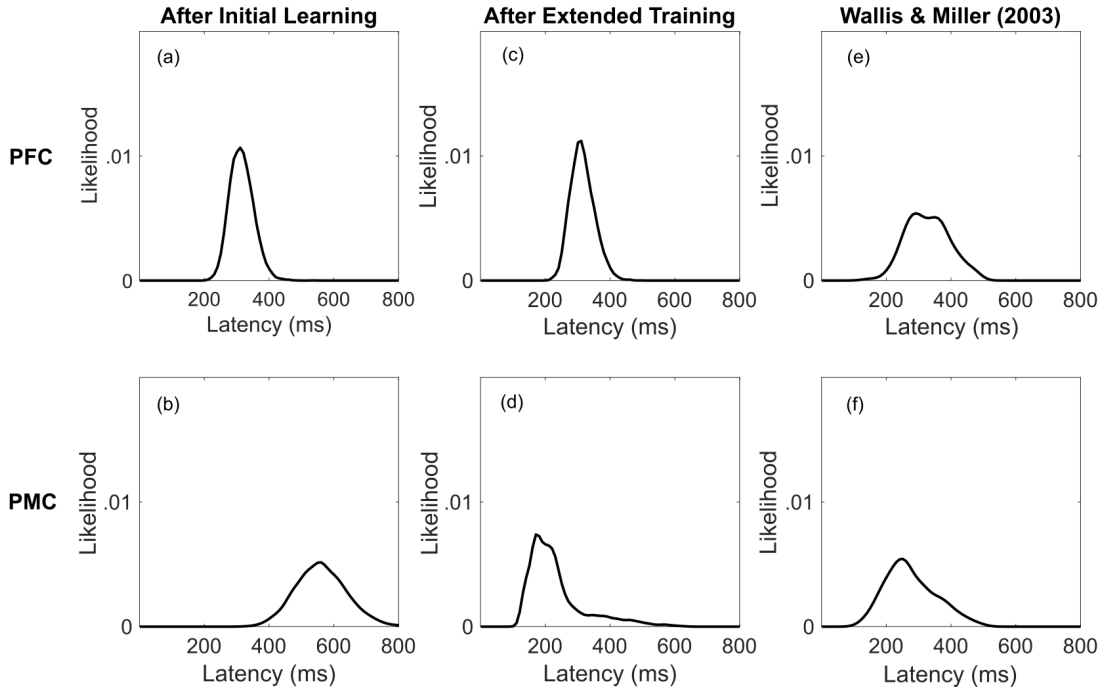 After Initial Learning
After Extended Training
Wallis & Miller (2003)
PFC
(a)
Likelihood
.01
0
200 400 600 800
Latency (ms)
(c)
Likelihood
.01
0
200 400 600 800
Latency (ms)
(e)
Likelihood
.01
0
200 400 600 800
Latency (ms)
PMC
(b)
Likelihood
.01
0
200 400 600 800
Latency (ms)
(d)
Likelihood
.01
0
200 400 600 800
Latency (ms)
(f)
Likelihood
.01
0
200 400 600 800
Latency (ms)